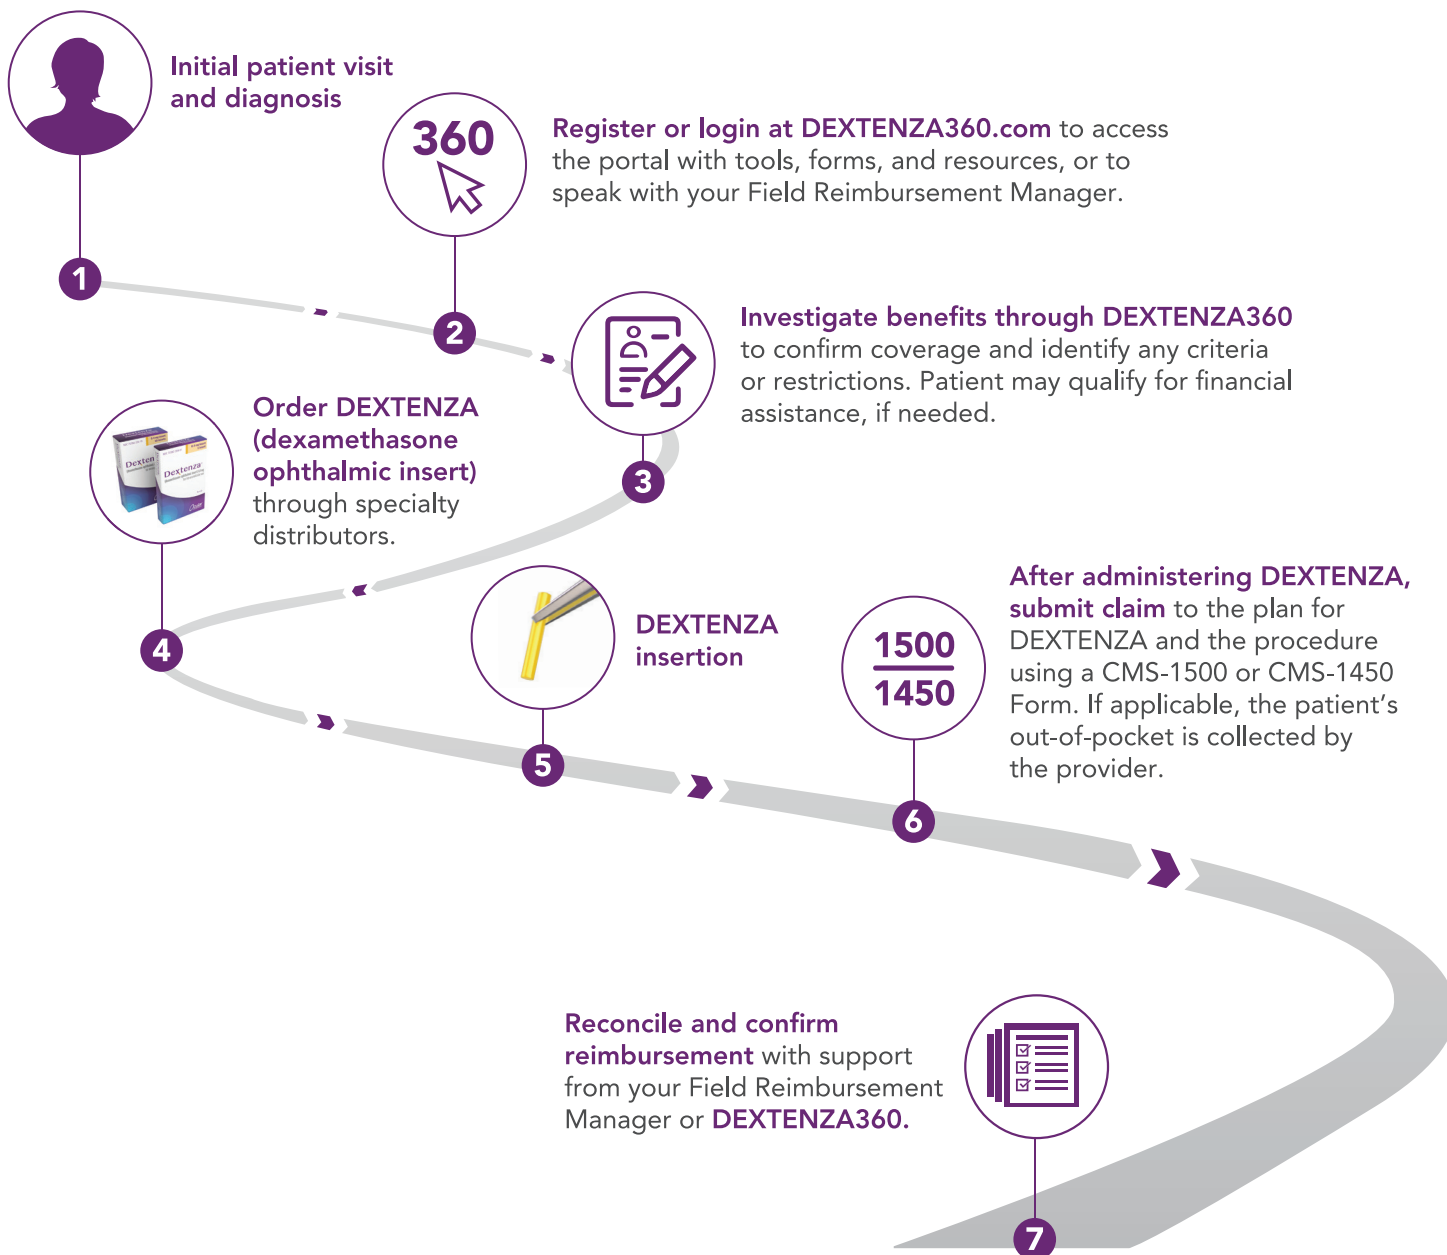 Initial patient visit
and diagnosis
1
360
Register or login at DEXTENZA360.com to access
the portal with tools, forms, and resources, or to
speak with your Field Reimbursement Manager.
2
Investigate benefits through DEXTENZA360
to confirm coverage and identify any criteria
or restrictions. Patient may qualify for financial
assistance, if needed.
3
Order DEXTENZA
(dexamethasone
ophthalmic insert)
through specialty
distributors.
Dextenza
4
DEXTENZA
insertion
5
1500
1450
After administering DEXTENZA,
submit claim to the plan for
DEXTENZA and the procedure
using a CMS-1500 or CMS-1450
Form. If applicable, the patient’s
out-of-pocket is collected by
the provider.
6
Reconcile and confirm
reimbursement with support
from your Field Reimbursement
Manager or DEXTENZA360.
7